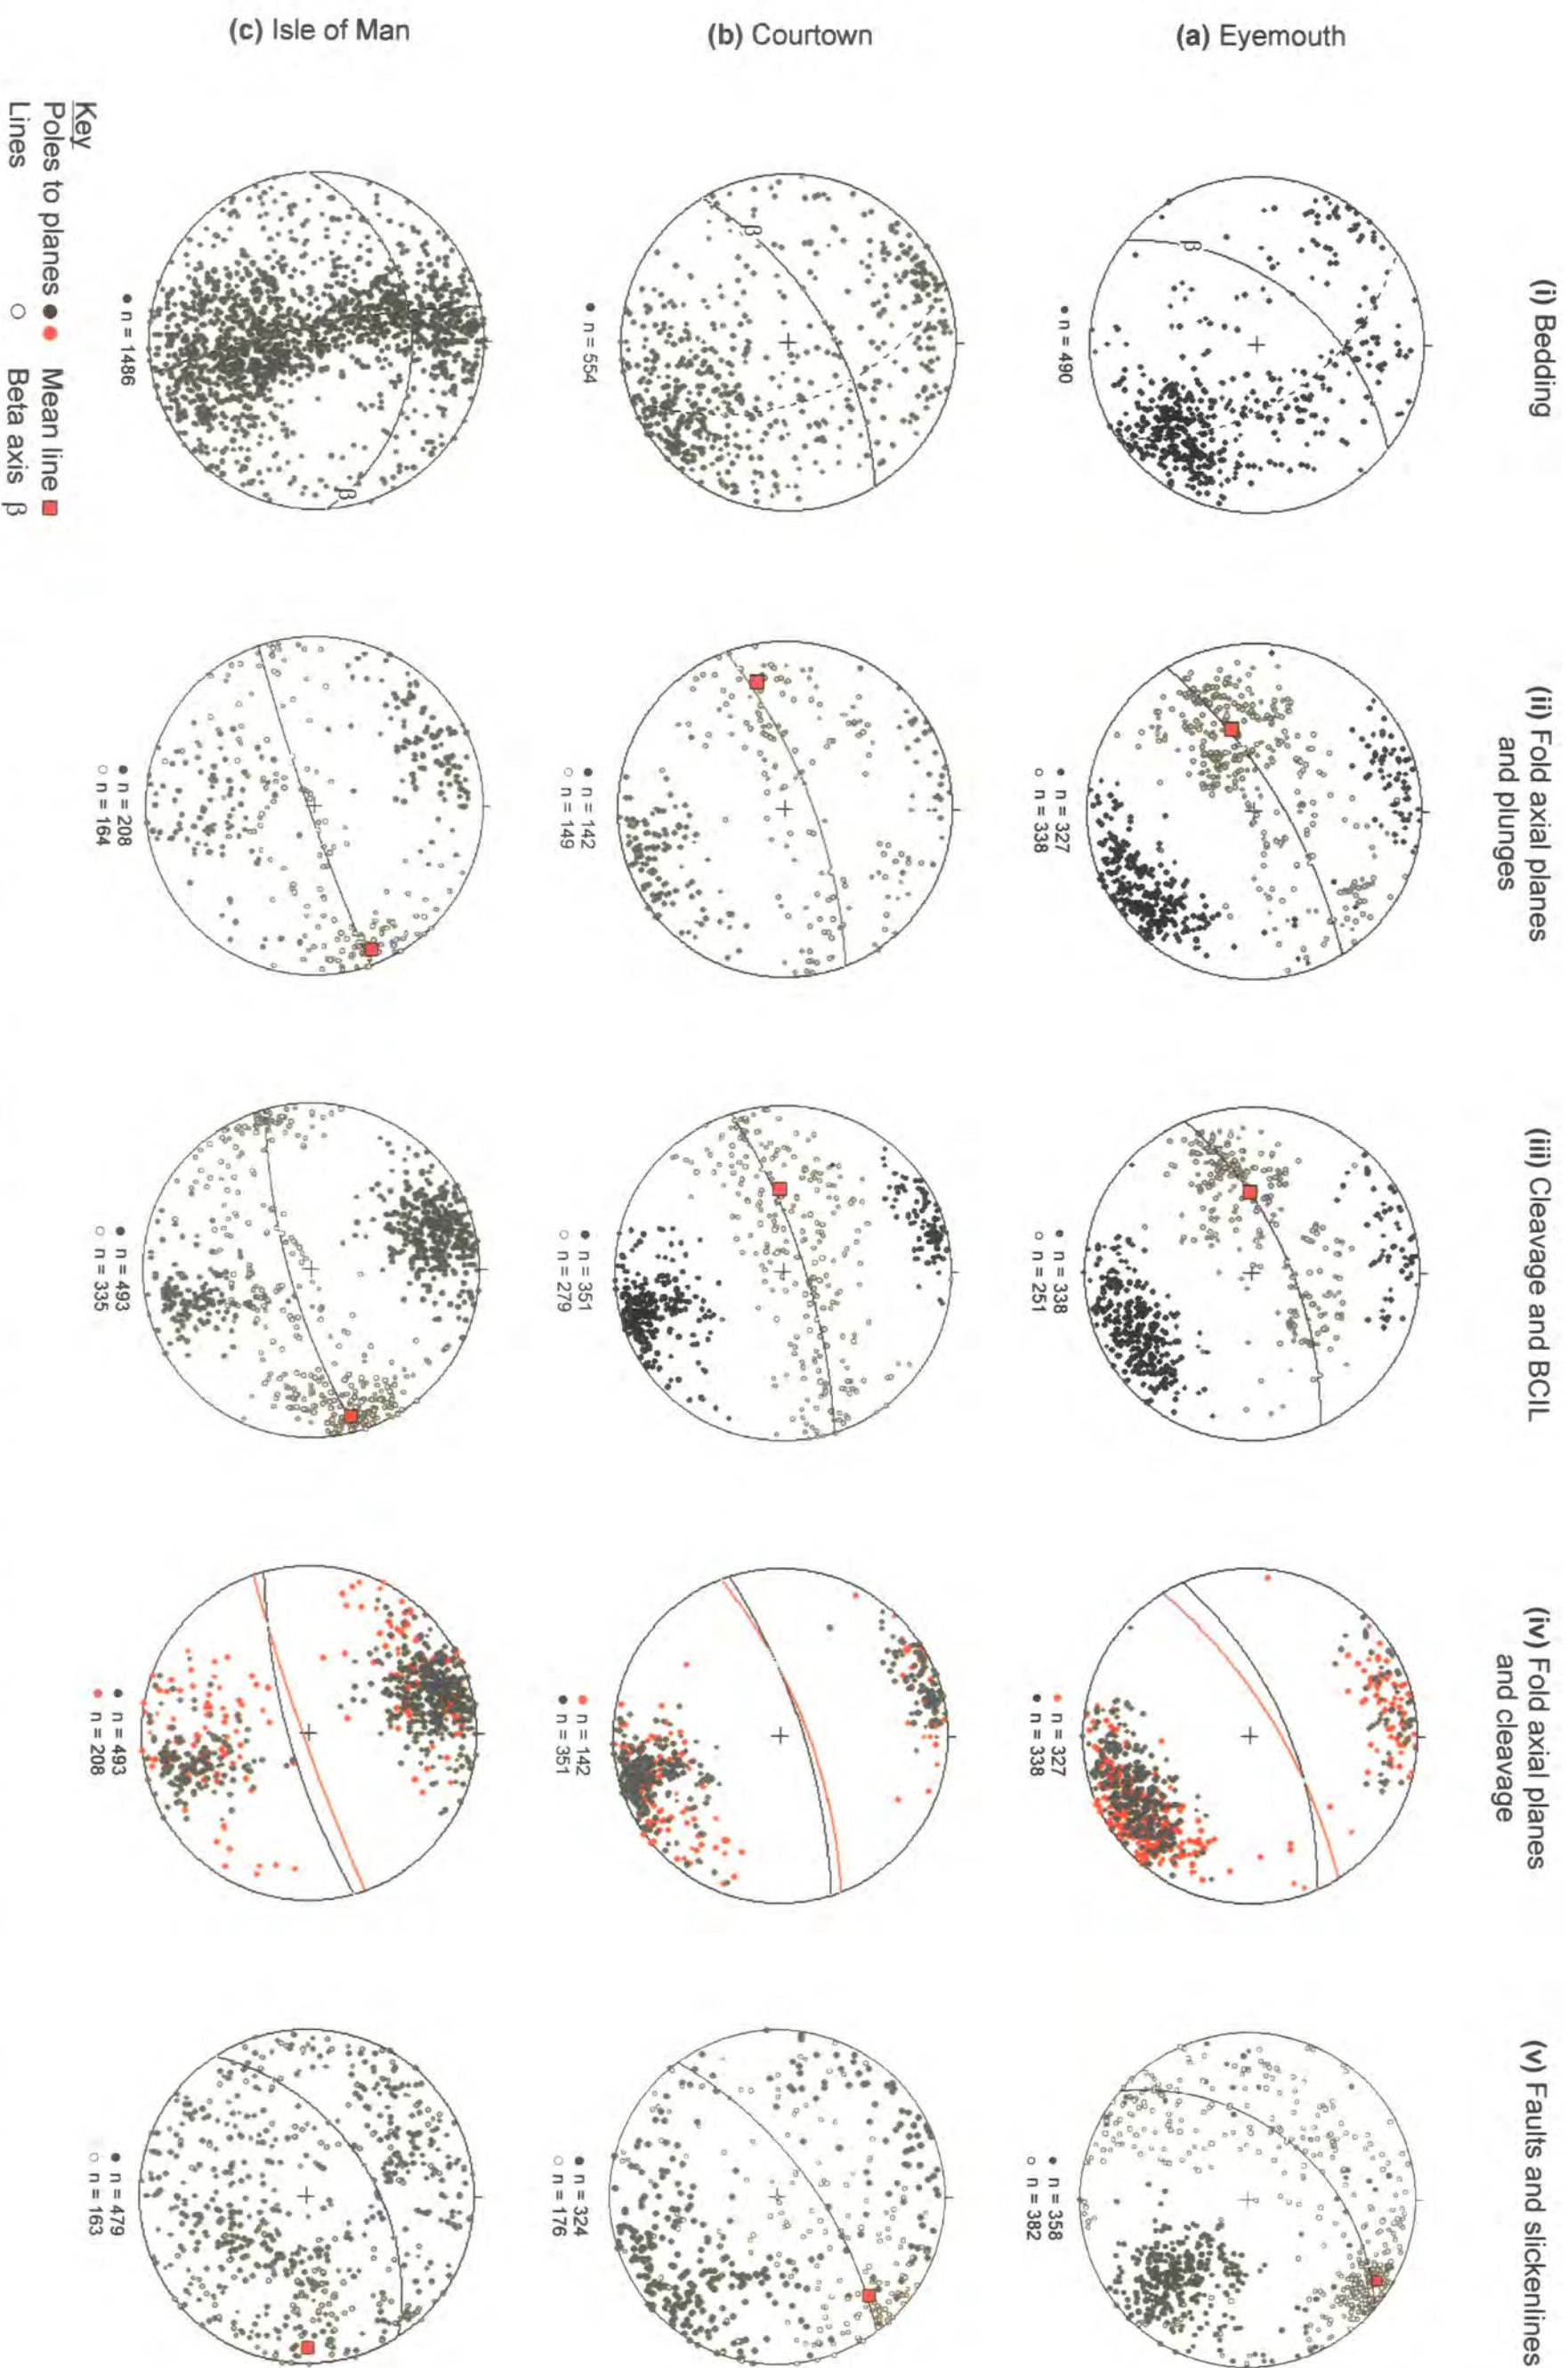 (i) Bedding
(ii) Fold axial planes
and plunges
(iii) Cleavage and BCIL
(iv) Fold axial planes
and cleavage
(v) Faults and slickenlines
(a) Eyemouth
β
n = 490
n = 327
n = 338
n = 338
n = 251
n = 327
n = 338
n = 358
n = 382
(b) Courtown
β
n = 554
n = 142
n = 149
n = 351
n = 279
n = 142
n = 351
n = 324
n = 176
(c) Isle of Man
β
n = 1486
n = 208
n = 164
n = 493
n = 335
n = 493
n = 208
n = 479
n = 163
Key
Poles to planes Mean line
Lines Beta axis β